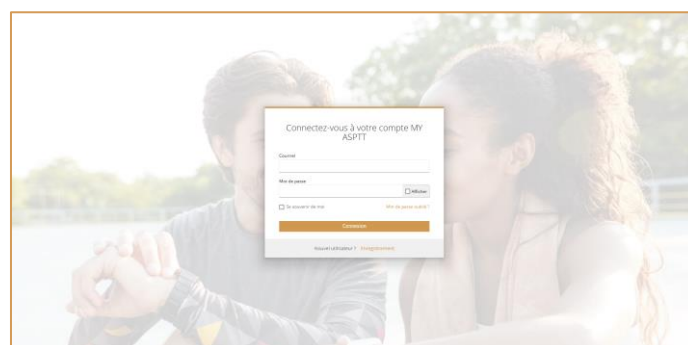 Connectez-vous à votre compte MY
ASPTT
Courriel
Mot de passe
Afficher
Se souvenir de moi
Mot de passe oublié ?
Connexion
Nouvel utilisateur ? Enregistrement